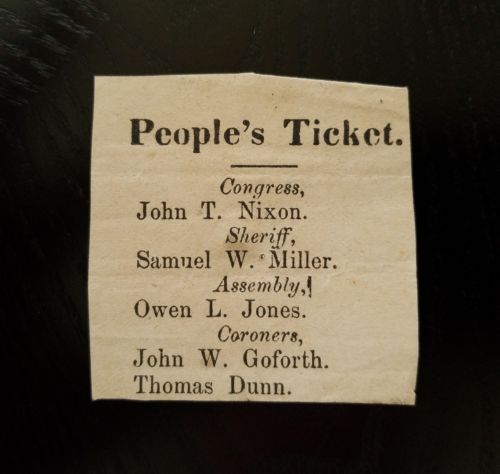 People's Ticket.
Congress,
John T. Nixon.
Sheriff,
Samuel W. Miller.
Assembly,
Owen L. Jones.
Coroners,
John W. Goforth.
Thomas Dunn.